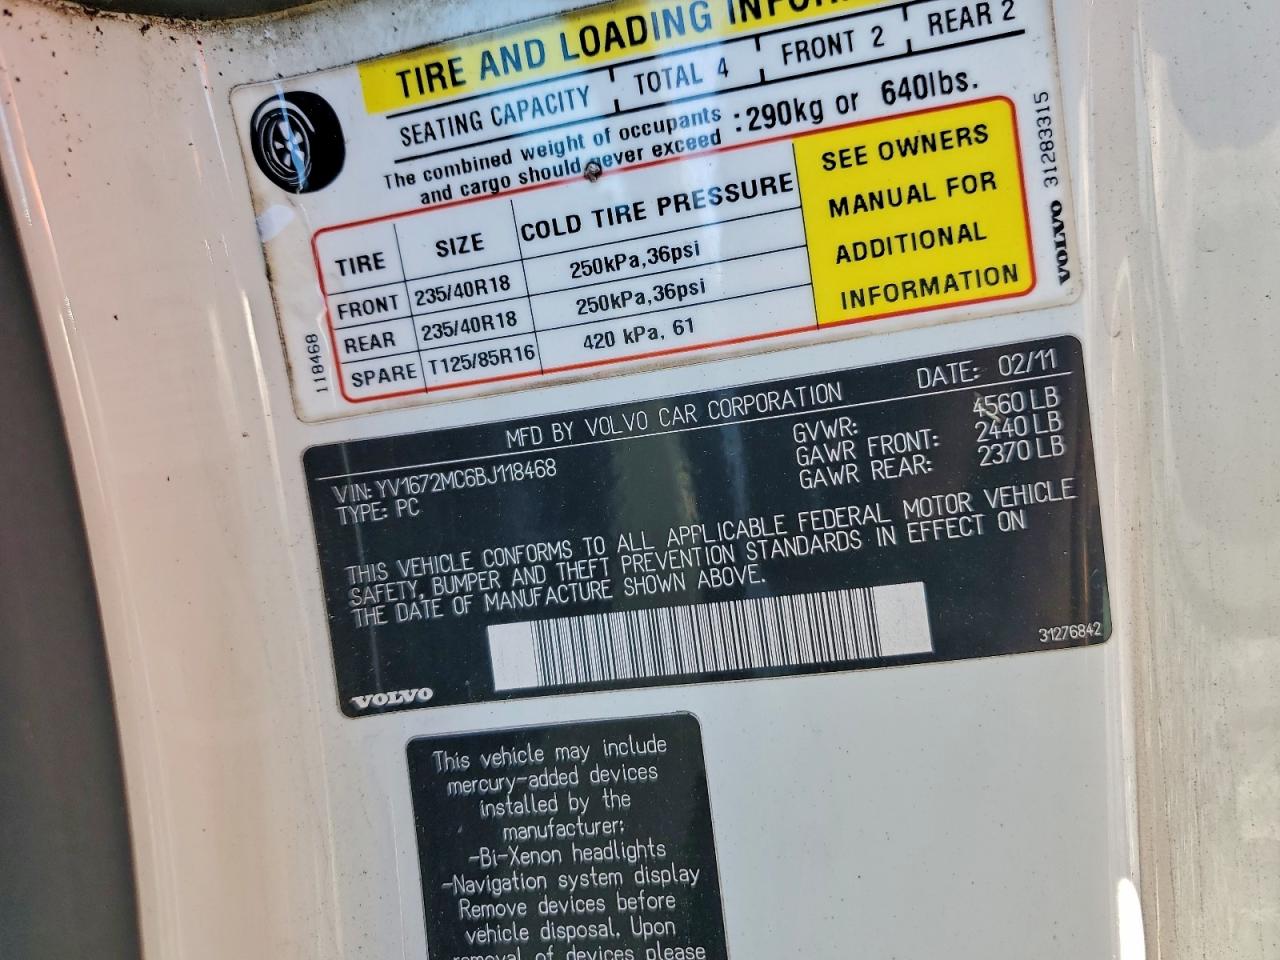 TIRE AND LOADING
SEATING CAPACITY TOTAL 4 FRONT 2 REAR 2
The combined weight of occupants
and cargo should never exceed :290kg or 640lbs.
TIRE SIZE COLD TIRE PRESSURE
FRONT 235/40R18 250kPa,36psi
REAR 235/40R18 250kPa,36psi
SPARE T125/85R16 420 kPa, 61
SEE OWNERS
MANUAL FOR
ADDITIONAL
INFORMATION
118468
VOLVO 31283315
MFD BY VOLVO CAR CORPORATION DATE: 02/11
VIN: YV1672MC6BJ118468
TYPE: PC
GVWR: 4560 LB
GAWR FRONT: 2440 LB
GAWR REAR: 2370 LB
THIS VEHICLE CONFORMS TO ALL APPLICABLE FEDERAL MOTOR VEHICLE
SAFETY, BUMPER AND THEFT PREVENTION STANDARDS IN EFFECT ON
THE DATE OF MANUFACTURE SHOWN ABOVE.
31276842
VOLVO
This vehicle may include
mercury-added devices
installed by the
manufacturer:
-Bi-Xenon headlights
-Navigation system display
Remove devices before
vehicle disposal. Upon
removal of devices please